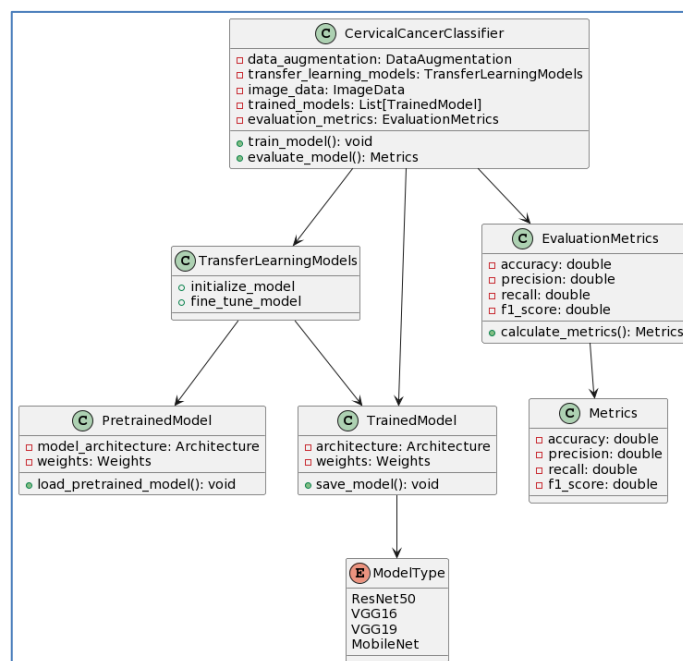 C CervicalCancerClassifier
data_augmentation: DataAugmentation
transfer_learning_models: TransferLearningModels
image_data: ImageData
trained_models: List[TrainedModel]
evaluation_metrics: EvaluationMetrics
train_model(): void
evaluate_model(): Metrics
C TransferLearningModels
initialize_model
fine_tune_model
C EvaluationMetrics
accuracy: double
precision: double
recall: double
f1_score: double
calculate_metrics(): Metrics
C PretrainedModel
model_architecture: Architecture
weights: Weights
load_pretrained_model(): void
C TrainedModel
architecture: Architecture
weights: Weights
save_model(): void
C Metrics
accuracy: double
precision: double
recall: double
f1_score: double
E ModelType
ResNet50
VGG16
VGG19
MobileNet